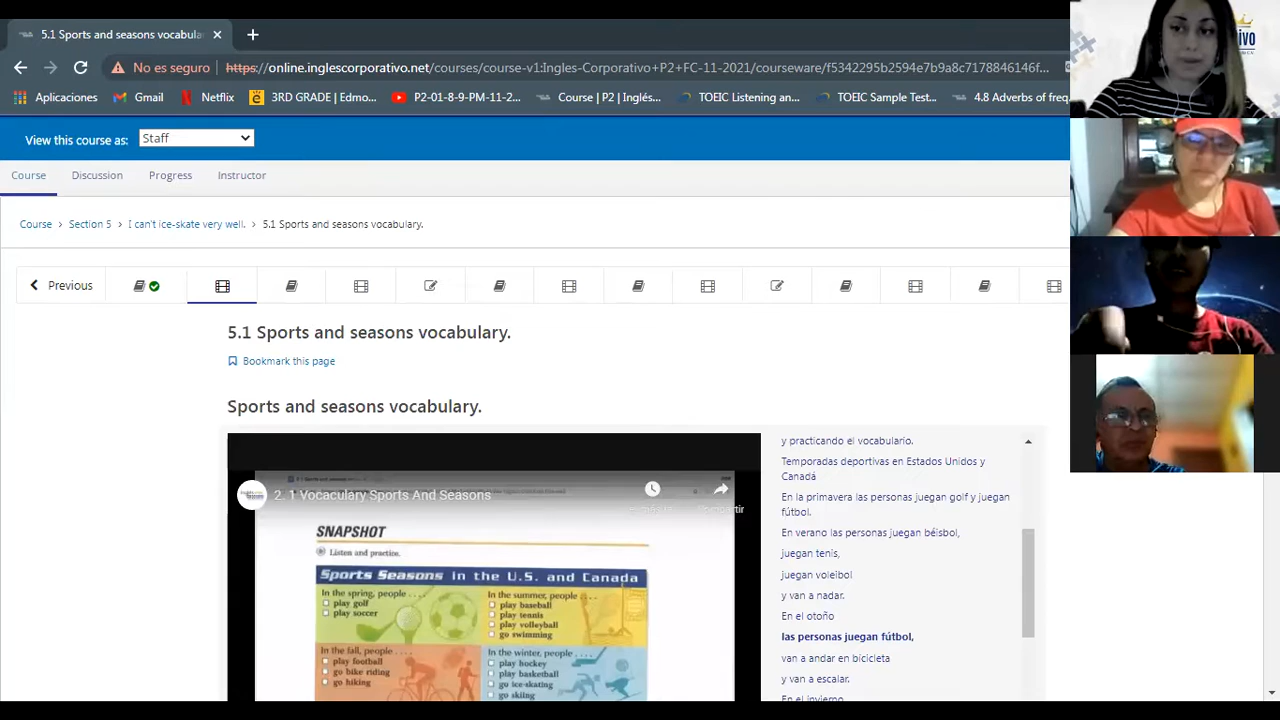 5.1 Sports and seasons vocabula
No es seguro
https://online.inglescorporativo.net/courses/course-v1:Ingles-Corporativo+P2+FC-11-2021/courseware/f5342295b2594e7b9a8c7178846146f...
Aplicaciones Gmail Netflix 3RD GRADE | Edmo... P2-01-8-9-PM-11-2... Course | P2 | Inglés... TOEIC Listening an... TOEIC Sample Test... 4.8 Adverbs of freq
View this course as: Staff
Course Discussion Progress Instructor
Course > Section 5 > I can't ice-skate very well. > 5.1 Sports and seasons vocabulary.
Previous
5.1 Sports and seasons vocabulary.
Bookmark this page
Sports and seasons vocabulary.
2. 1 Vocaculary Sports And Seasons
SNAPSHOT
Listen and practice.
Sports Seasons in the U.S. and Canada
In the spring, people . . . .
play golf
play soccer
In the summer, people . . .
play baseball
play tennis
play volleyball
go swimming
In the fall, people . . . .
play football
go bike riding
go hiking
In the winter, people . . .
play hockey
play basketball
go ice-skating
go skiing
y practicando el vocabulario.
Temporadas deportivas en Estados Unidos y
Canadá
En la primavera las personas juegan golf y juegan
fútbol.
En verano las personas juegan béisbol,
juegan tenis,
juegan voleibol
y van a nadar.
En el otoño
las personas juegan fútbol,
van a andar en bicicleta
y van a escalar.
En el invierno